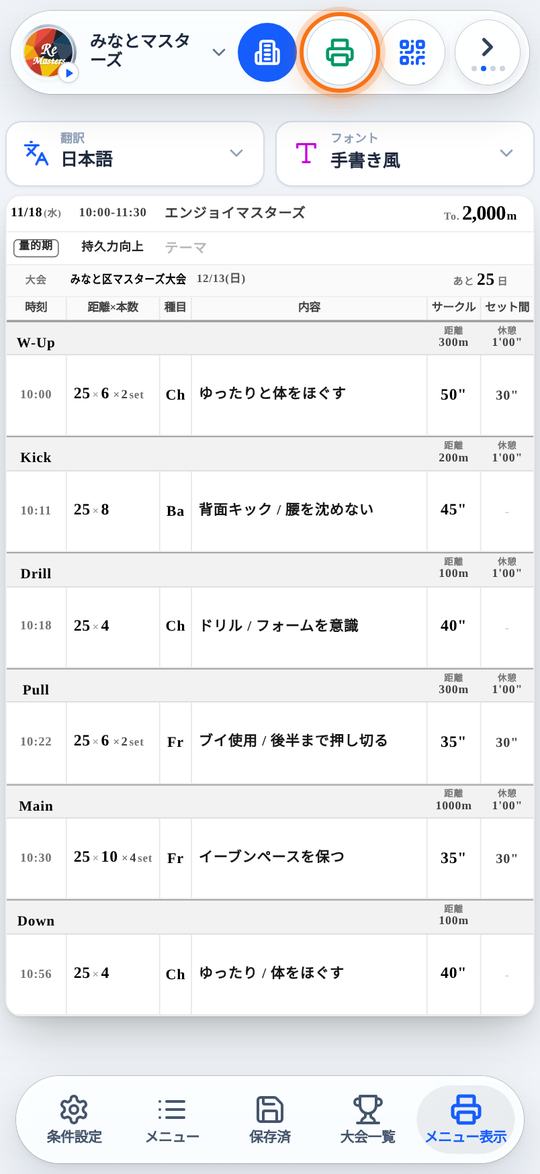 Re
Masters
みなとマスターズ
翻訳
日本語
フォント
手書き風
11/18(水) 10:00-11:30 エンジョイマスターズ To. 2,000m
量的期 持久力向上 テーマ
大会 みなと区マスターズ大会 12/13(日) あと 25 日
時刻 距離×本数 種目 内容 サークル セット間
W-Up 距離 300m 休憩 1'00"
10:00 25×6 ×2set Ch ゆったりと体をほぐす 50" 30"
Kick 距離 200m 休憩 1'00"
10:11 25×8 Ba 背面キック / 腰を沈めない 45" -
Drill 距離 100m 休憩 1'00"
10:18 25×4 Ch ドリル / フォームを意識 40" -
Pull 距離 300m 休憩 1'00"
10:22 25×6 ×2set Fr ブイ使用 / 後半まで押し切る 35" 30"
Main 距離 1000m 休憩 1'00"
10:30 25×10 ×4set Fr イーブンペースを保つ 35" 30"
Down 距離 100m
10:56 25×4 Ch ゆったり / 体をほぐす 40" -
条件設定 メニュー 保存済 大会一覧 メニュー表示